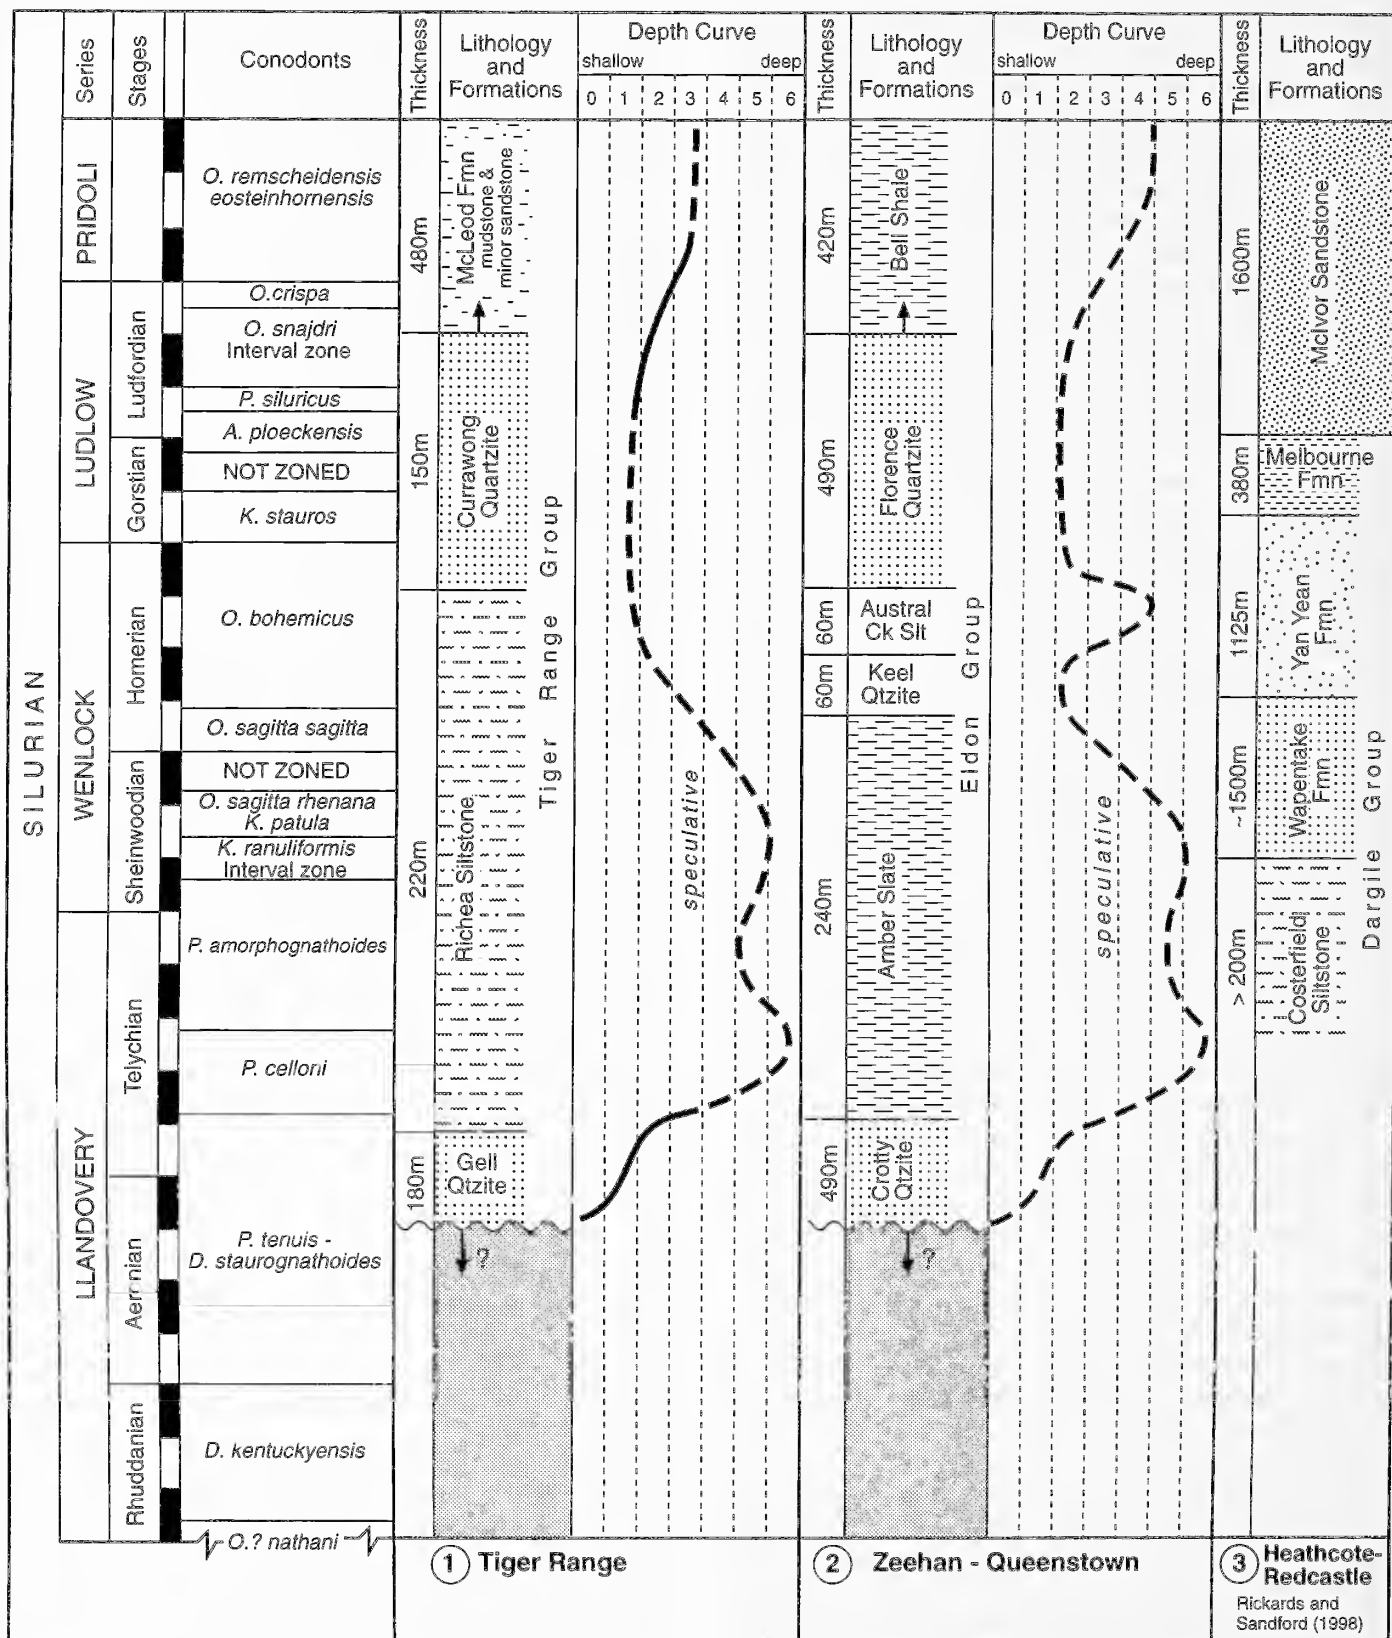 Series
Stages
Conodonts
Thickness
Lithology
and
Formations
Depth Curve
shallow deep
0 1 2 3 4 5 6
Thickness
Lithology
and
Formations
Depth Curve
shallow deep
0 1 2 3 4 5 6
Thickness
Lithology
and
Formations
SILURIAN
PRIDOLI
LUDLOW
WENLOCK
LLANDOVERY
Ludfordian
Gorstian
Homerian
Sheinwoodian
Telychian
Aeronian
Rhuddanian
O. remscheidensis
eosteinhornensis
O.crispa
O. snajdri
Interval zone
P. siluricus
A. ploeckensis
NOT ZONED
K. stauros
O. bohemicus
O. sagitta sagitta
NOT ZONED
O. sagitta rhenana
K. patula
K. ranuliformis
Interval zone
P. amorphognathoides
P. celloni
P. tenuis -
D. staurognathoides
D. kentuckyensis
O.? nathani
480m
150m
220m
180m
McLeod Fmn
mudstone &
minor sandstone
Currawong
Quartzite
Richea Siltstone
Gell
Qtzite
?
Tiger Range Group
speculative
420m
490m
60m
60m
240m
490m
Bell Shale
Florence
Quartzite
Austral
Ck Slt
Keel
Qtzite
Amber Slate
Crotty
Qtzite
?
Eldon Group
speculative
1600m
380m
1125m
~1500m
> 200m
McIvor Sandstone
Melbourne
Fmn
Yan Yean
Fmn
Wapentake
Fmn
Costerfield
Siltstone
Dargile Group
1 Tiger Range
2 Zeehan - Queenstown
3 Heathcote-
Redcastle
Rickards and
Sandford (1998)